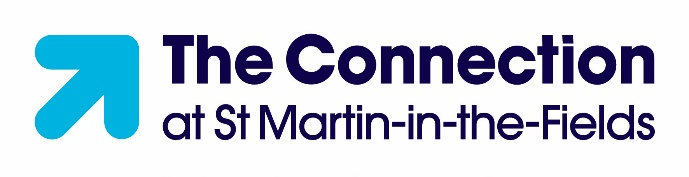 The Connection
at St Martin-in-the-Fields